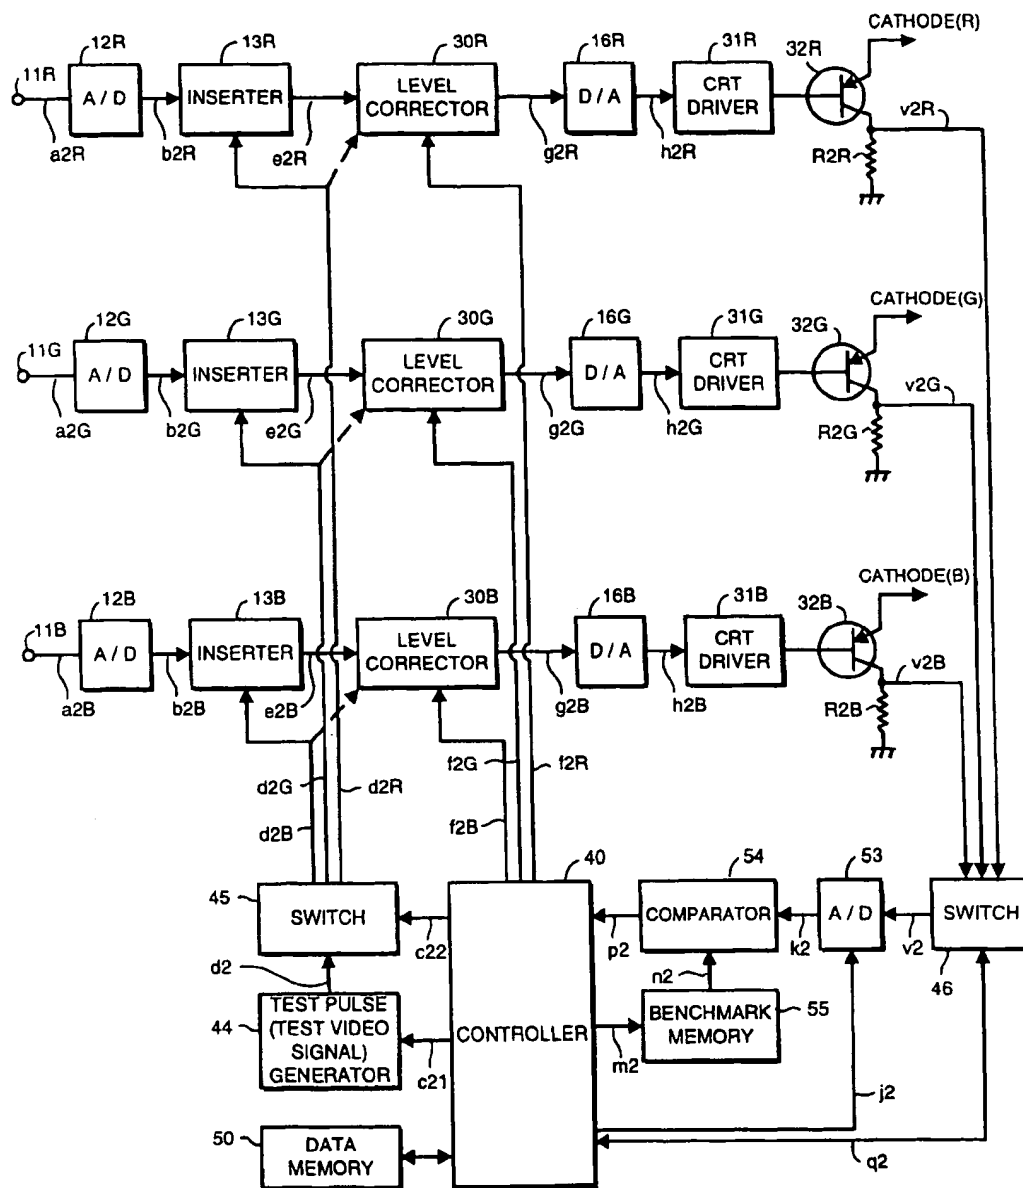 CATHODE(R)
12R
13R
30R
16R
31R
32R
11R
A / D
INSERTER
LEVEL
CORRECTOR
D / A
CRT
DRIVER
v2R
a2R
b2R
e2R
g2R
h2R
R2R
CATHODE(G)
12G
13G
30G
16G
31G
32G
11G
A / D
INSERTER
LEVEL
CORRECTOR
D / A
CRT
DRIVER
v2G
a2G
b2G
e2G
g2G
h2G
R2G
CATHODE(B)
12B
13B
30B
16B
31B
32B
11B
A / D
INSERTER
LEVEL
CORRECTOR
D / A
CRT
DRIVER
v2B
a2B
b2B
e2B
g2B
h2B
R2B
d2G
d2R
f2G
f2R
d2B
f2B
40
54
53
45
SWITCH
c22
COMPARATOR
A / D
SWITCH
p2
k2
v2
d2
n2
46
44
TEST PULSE
(TEST VIDEO
SIGNAL)
GENERATOR
c21
CONTROLLER
m2
BENCHMARK
MEMORY
55
j2
50
DATA
MEMORY
q2